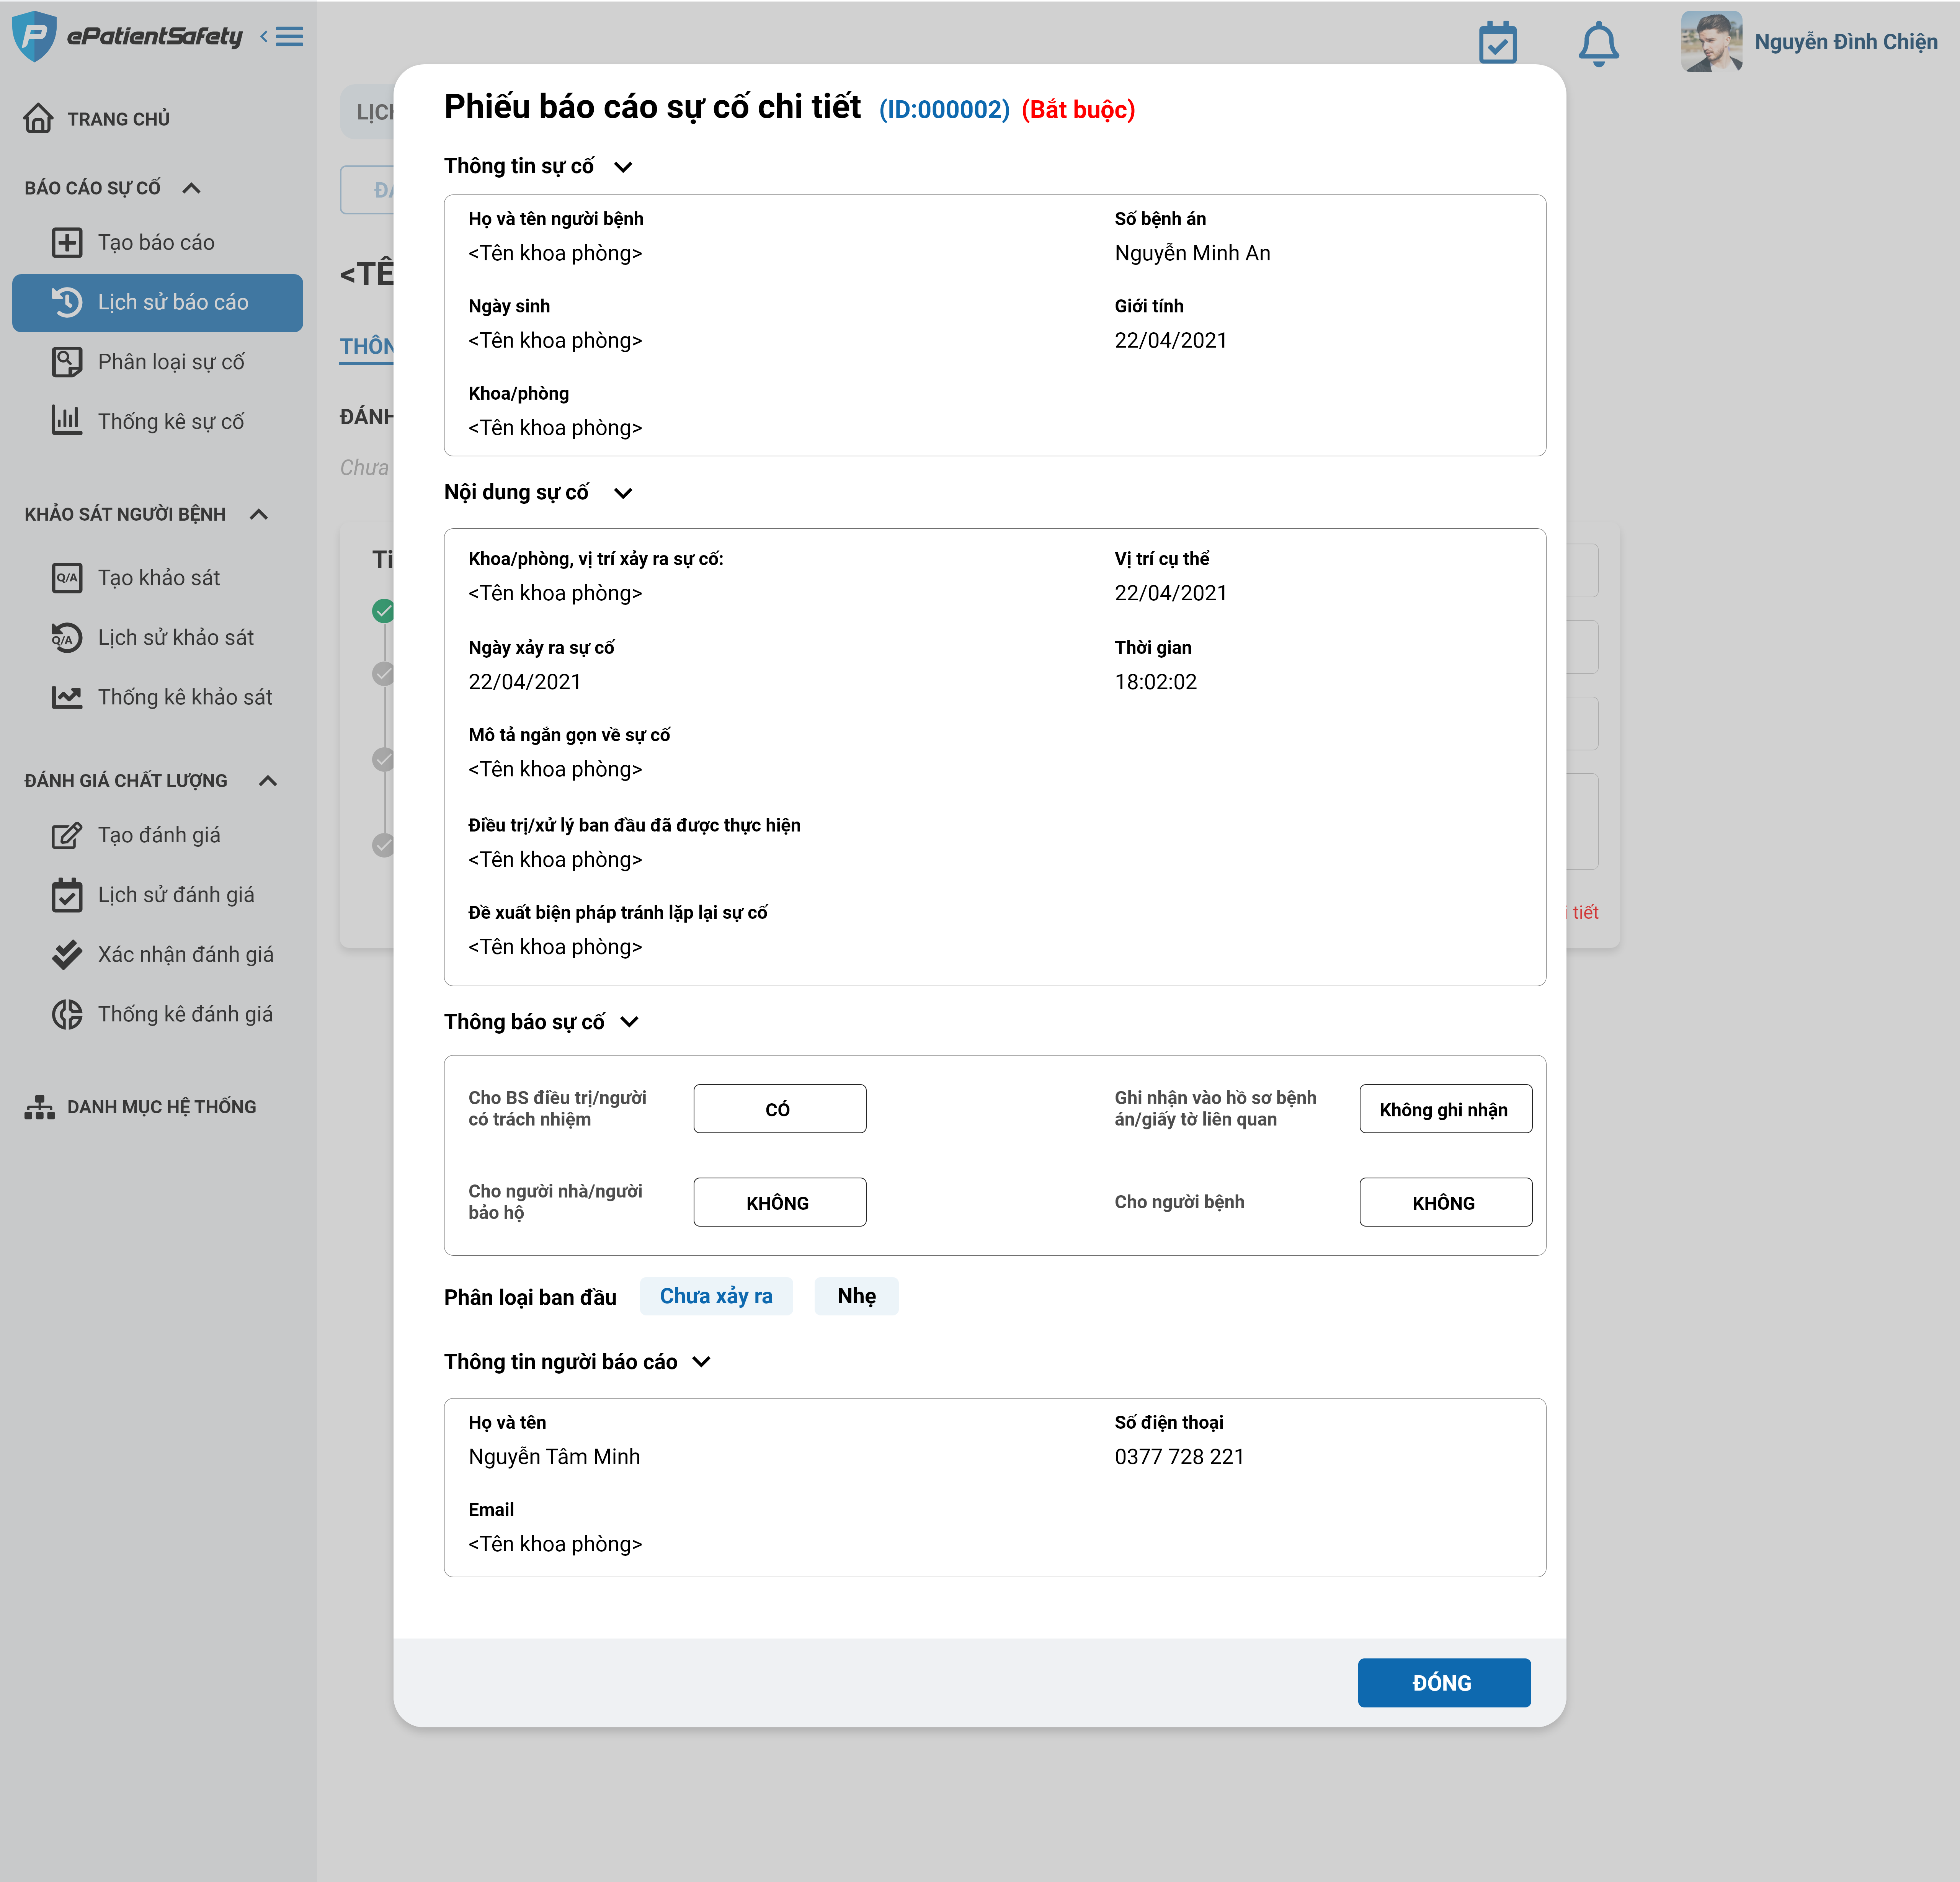 ePatientSafety
Nguyễn Đình Chiện
TRANG CHỦ
BÁO CÁO SỰ CỐ
Tạo báo cáo
Lịch sử báo cáo
Phân loại sự cố
Thống kê sự cố
KHẢO SÁT NGƯỜI BỆNH
Q/A Tạo khảo sát
Q/A Lịch sử khảo sát
Thống kê khảo sát
ĐÁNH GIÁ CHẤT LƯỢNG
Tạo đánh giá
Lịch sử đánh giá
Xác nhận đánh giá
Thống kê đánh giá
DANH MỤC HỆ THỐNG
<TÊ
THÔN
ĐÁNH
Chưa
Ti
tiết
Phiếu báo cáo sự cố chi tiết (ID:000002) (Bắt buộc)
Thông tin sự cố
Họ và tên người bệnh
<Tên khoa phòng>
Số bệnh án
Nguyễn Minh An
Ngày sinh
<Tên khoa phòng>
Giới tính
22/04/2021
Khoa/phòng
<Tên khoa phòng>
Nội dung sự cố
Khoa/phòng, vị trí xảy ra sự cố:
<Tên khoa phòng>
Vị trí cụ thể
22/04/2021
Ngày xảy ra sự cố
22/04/2021
Thời gian
18:02:02
Mô tả ngắn gọn về sự cố
<Tên khoa phòng>
Điều trị/xử lý ban đầu đã được thực hiện
<Tên khoa phòng>
Đề xuất biện pháp tránh lặp lại sự cố
<Tên khoa phòng>
Thông báo sự cố
Cho BS điều trị/người
có trách nhiệm
CÓ
Ghi nhận vào hồ sơ bệnh
án/giấy tờ liên quan
Không ghi nhận
Cho người nhà/người
bảo hộ
KHÔNG
Cho người bệnh
KHÔNG
Phân loại ban đầu Chưa xảy ra Nhẹ
Thông tin người báo cáo
Họ và tên
Nguyễn Tâm Minh
Số điện thoại
0377 728 221
Email
<Tên khoa phòng>
ĐÓNG